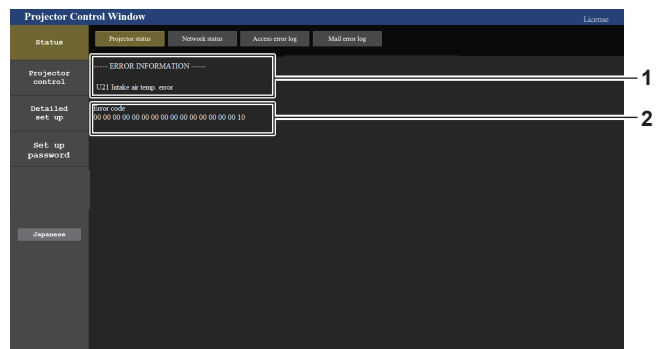 Projector Control Window
License
Status
Projector status
Network status
Access error log
Mail error log
Projector
control
Detailed
set up
Set up
password
Japanese
----- ERROR INFORMATION -----
U21 Intake air temp. error
Error code
00 00 00 00 00 00 00 00 00 00 00 00 00 00 00 10
1
2